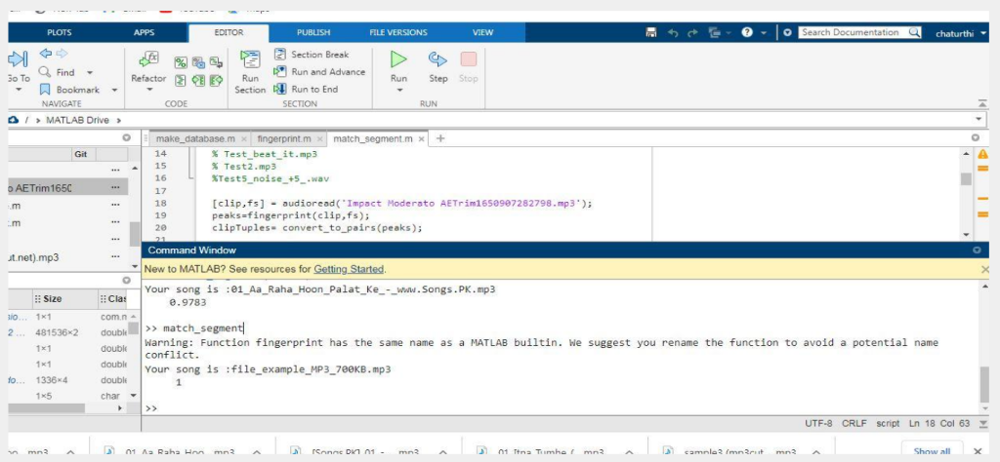 PLOTS APPS EDITOR PUBLISH FILE VERSIONS VIEW
Search Documentation chaturthi
Go To
Find
Bookmark
NAVIGATE
Refactor
CODE
Run Section
Section Break
Run and Advance
Run to End
SECTION
Run Step Stop
RUN
/ > MATLAB Drive >
make_database.m × fingerprint.m × match_segment.m × +
Git
AETrim1650
.m
t.m
ut.net).mp3
14 % Test_beat_it.mp3
15 % Test2.mp3
16 %Test5_noise_+5_.wav
17
18 [clip,fs] = audioread('Impact Moderato AETrim1650907282798.mp3');
19 peaks=fingerprint(clip,fs);
20 clipTuples= convert_to_pairs(peaks);
21
Command Window
New to MATLAB? See resources for Getting Started.
Size Clas
1×1 com.n
481536×2 double
1×1 double
1×1 double
1336×4 double
1×5 char
Your song is :01_Aa_Raha_Hoon_Palat_Ke_-_www.Songs.PK.mp3
0.9783
>> match_segment
Warning: Function fingerprint has the same name as a MATLAB builtin. We suggest you rename the function to avoid a potential name
conflict.
Your song is :file_example_MP3_700KB.mp3
1
>>
UTF-8 CRLF script Ln 18 Col 63
01 Aa Raha Hoo....mp3 [Songs.PK] 01 - ....mp3 01 Itna Tumhe (....mp3 sample3 (mp3cut....mp3 Show all